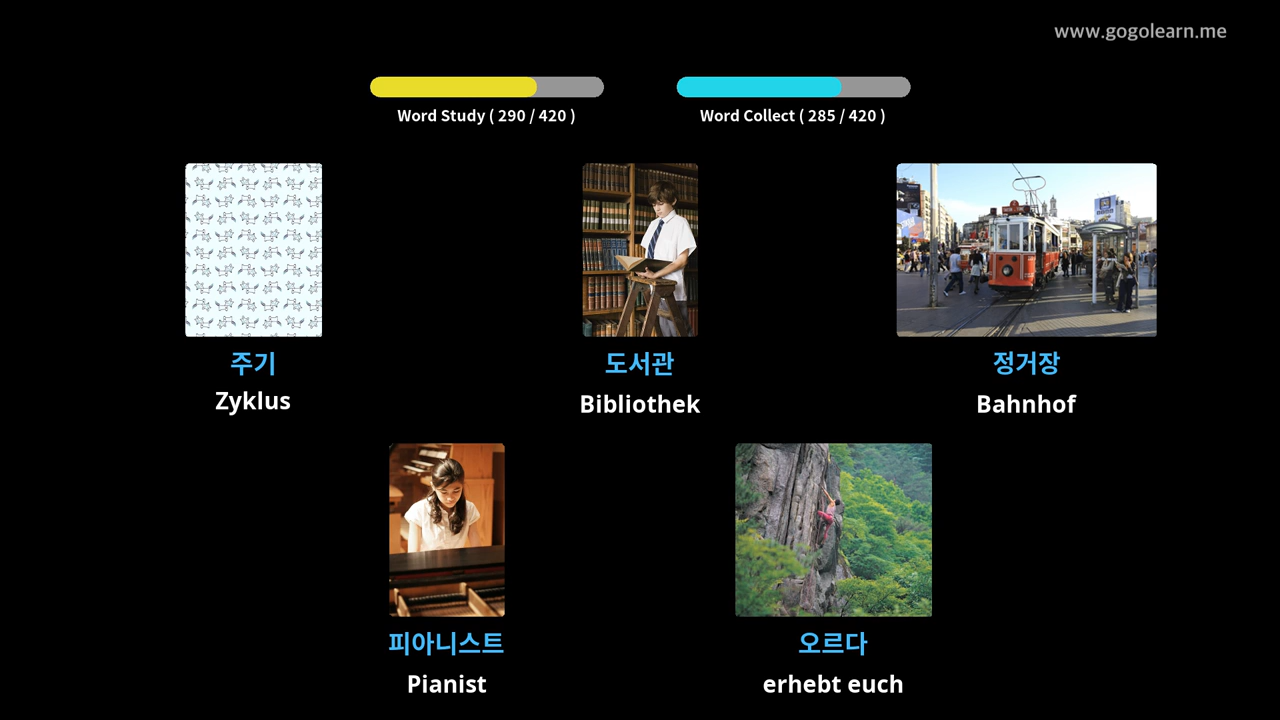 www.gogolearn.me
Word Study ( 290 / 420 )
Word Collect ( 285 / 420 )
주기
Zyklus
도서관
Bibliothek
정거장
Bahnhof
피아니스트
Pianist
오르다
erhebt euch